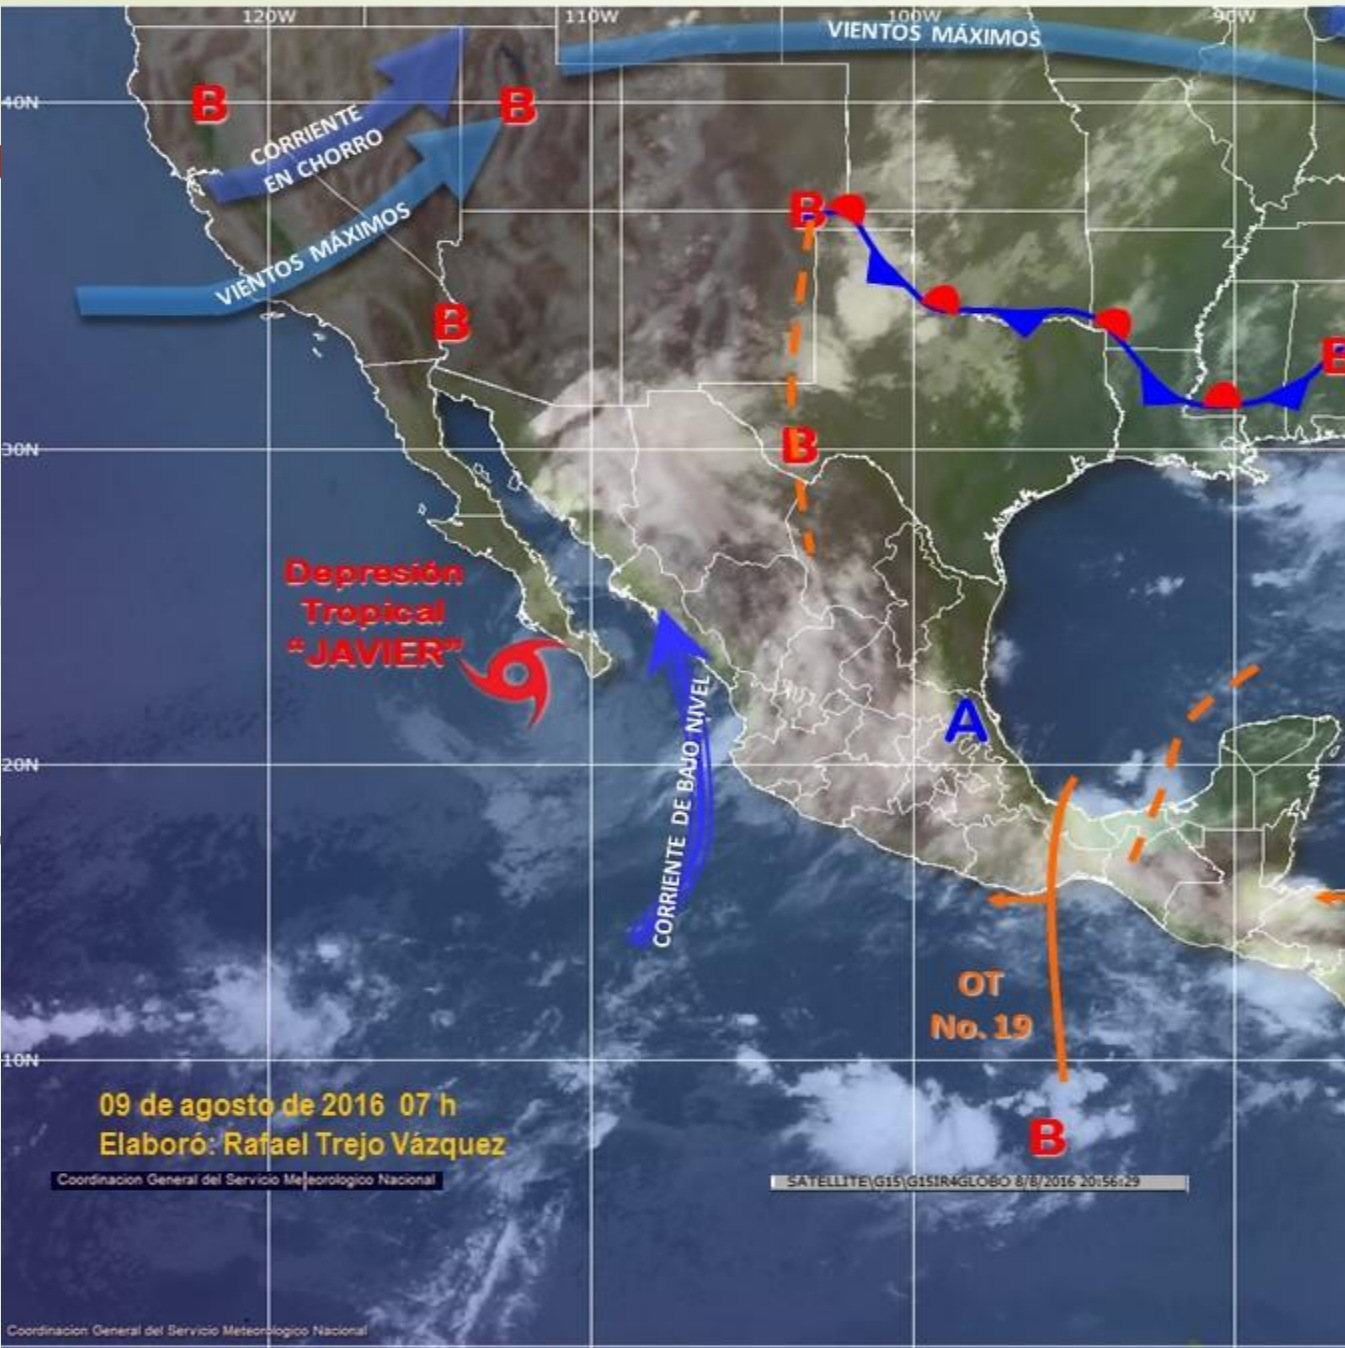 120W
110W
100W
90W
VIENTOS MÁXIMOS
40N
B
B
CORRIENTE
EN CHORRO
VIENTOS MÁXIMOS
B
B
B
B
30N
Depresión
Tropical
“JAVIER”
CORRIENTE DE BAJO NIVEL
A
20N
OT
No. 19
10N
B
09 de agosto de 2016 07 h
Elaboró: Rafael Trejo Vázquez
Coordinacion General del Servicio Meteorologico Nacional
SATELLITE\G15\G15IR4GLOBO 8/8/2016 20:56:29
Coordinacion General del Servicio Meteorologico Nacional